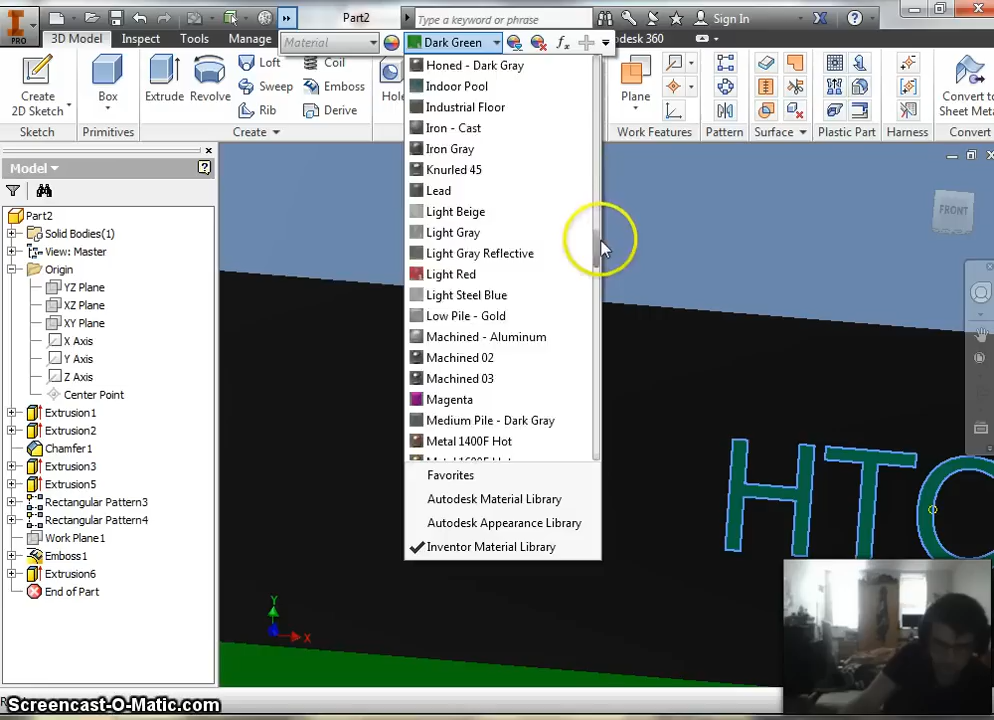 Part2
Type a keyword or phrase
Sign In
PRO
3D Model
Inspect
Tools
Manage
Material
Dark Green
fx
360
Create
2D Sketch
Sketch
Box
Primitives
Extrude
Revolve
Loft
Sweep
Rib
Coil
Emboss
Derive
Create
Plane
Work Features
Pattern
Surface
Plastic Part
Harness
Convert to
Sheet Metal
Convert
Honed - Dark Gray
Indoor Pool
Industrial Floor
Iron - Cast
Iron Gray
Knurled 45
Lead
Light Beige
Light Gray
Light Gray Reflective
Light Red
Light Steel Blue
Low Pile - Gold
Machined - Aluminum
Machined 02
Machined 03
Magenta
Medium Pile - Dark Gray
Metal 1400F Hot
Favorites
Autodesk Material Library
Autodesk Appearance Library
Inventor Material Library
Model
Part2
Solid Bodies(1)
View: Master
Origin
YZ Plane
XZ Plane
XY Plane
X Axis
Y Axis
Z Axis
Center Point
Extrusion1
Extrusion2
Chamfer1
Extrusion3
Extrusion5
Rectangular Pattern3
Rectangular Pattern4
Work Plane1
Emboss1
Extrusion6
End of Part
FRONT
HTC
Y
X
Screencast-O-Matic.com